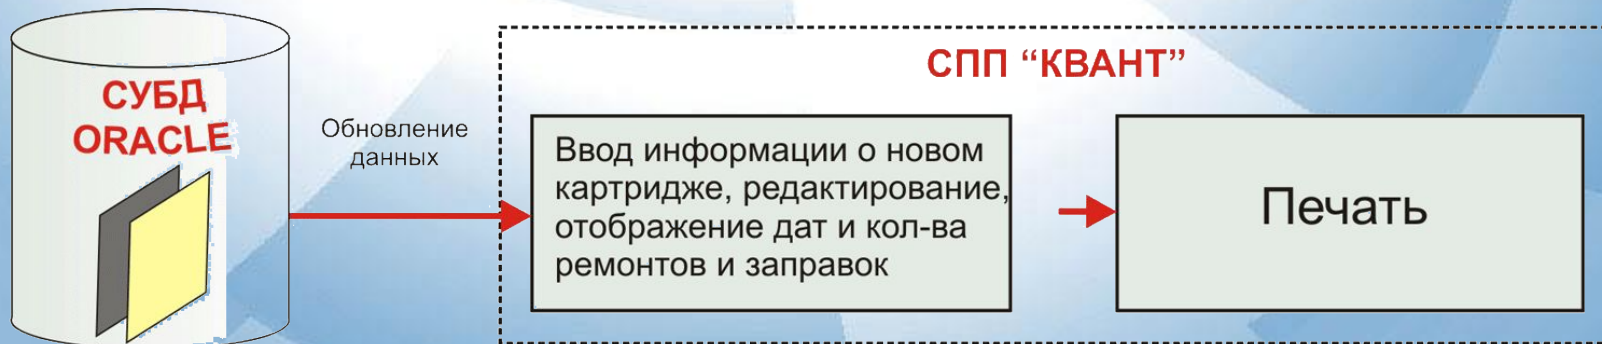 СУБД
ORACLE
Обновление
данных
СПП “КВАНТ”
Ввод информации о новом
картридже, редактирование,
отображение дат и кол-ва
ремонтов и заправок
Печать